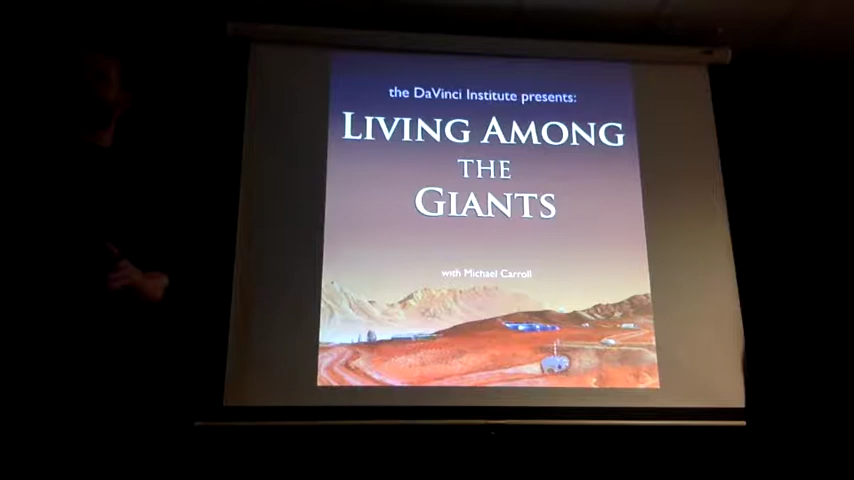 the DaVinci Institute presents:
LIVING AMONG
THE
GIANTS
with Michael Carroll